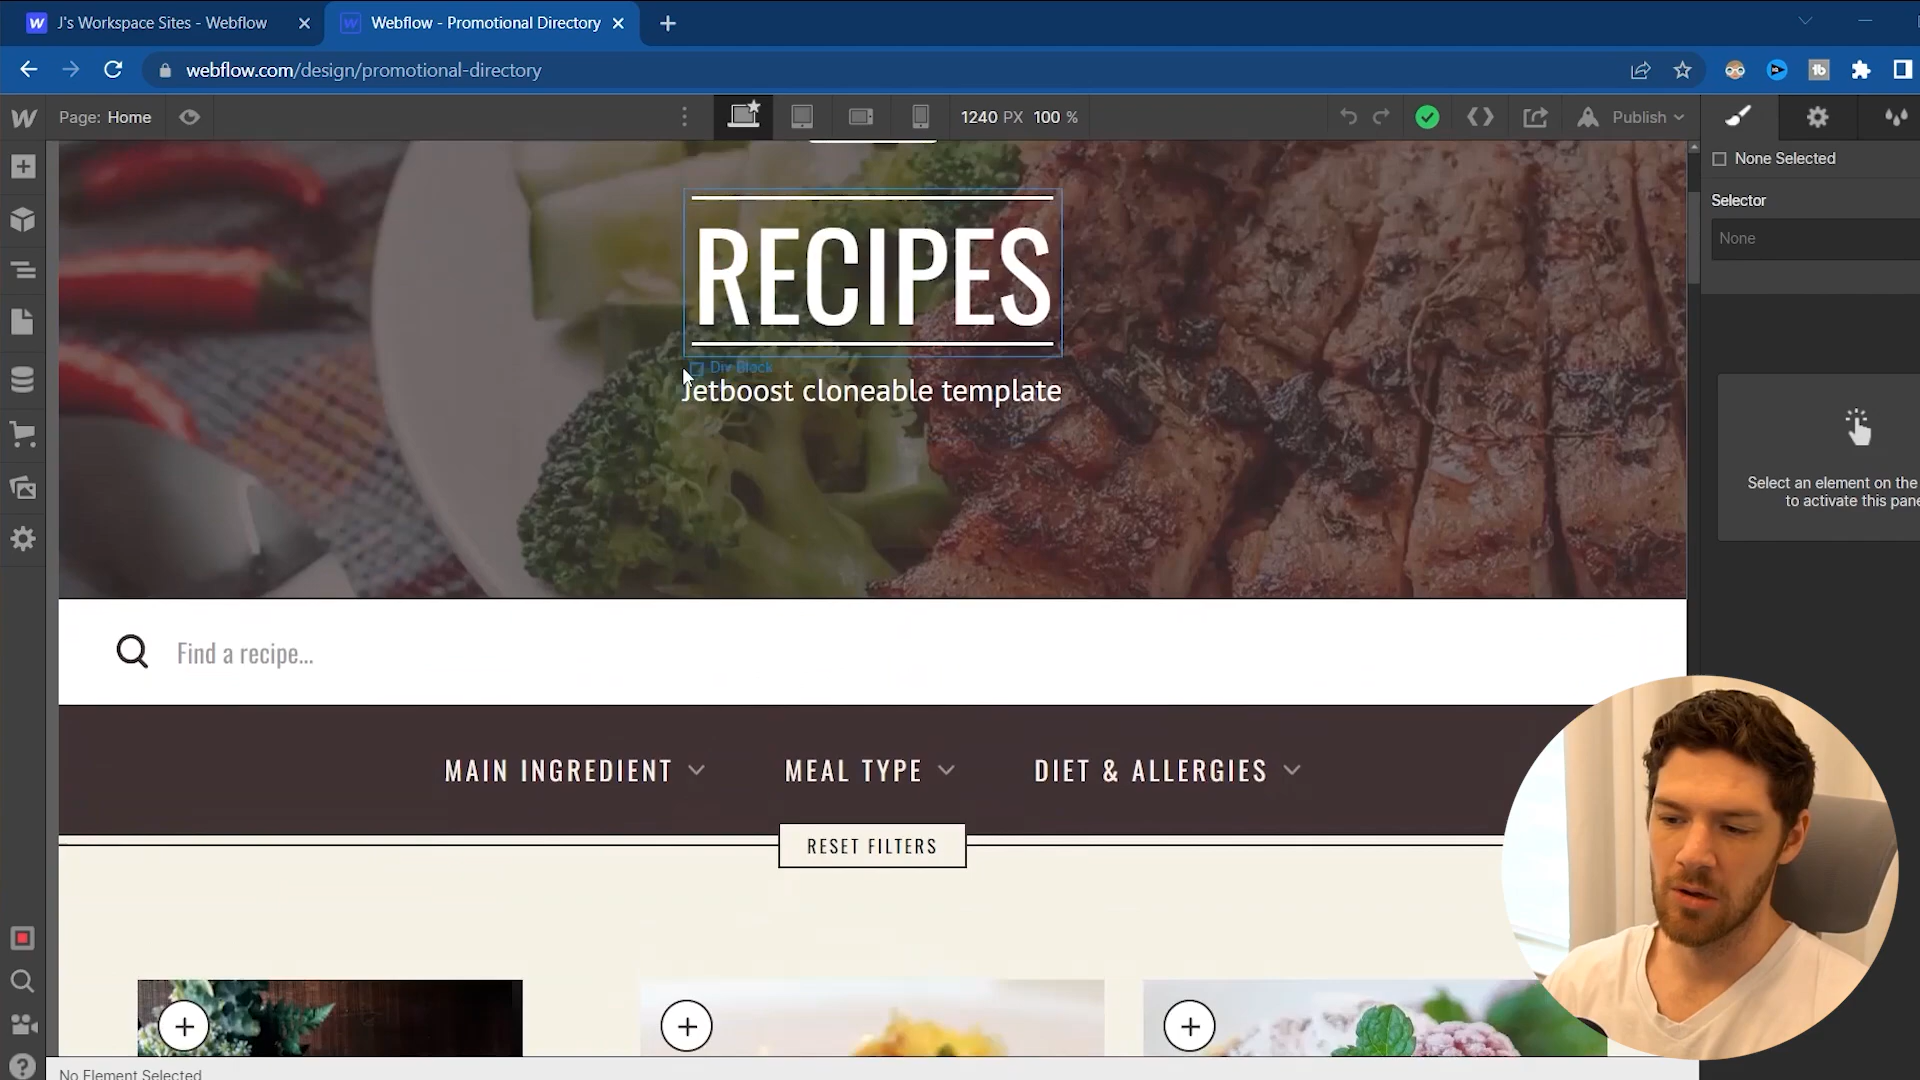 J's Workspace Sites - Webflow
Webflow - Promotional Directory
webflow.com/design/promotional-directory
Page: Home
1240 PX 100 %
Publish
None Selected
Selector
None
RECIPES
Div Block
Jetboost cloneable template
Select an element on the
to activate this pane
Find a recipe...
MAIN INGREDIENT
MEAL TYPE
DIET & ALLERGIES
RESET FILTERS
No Element Selected